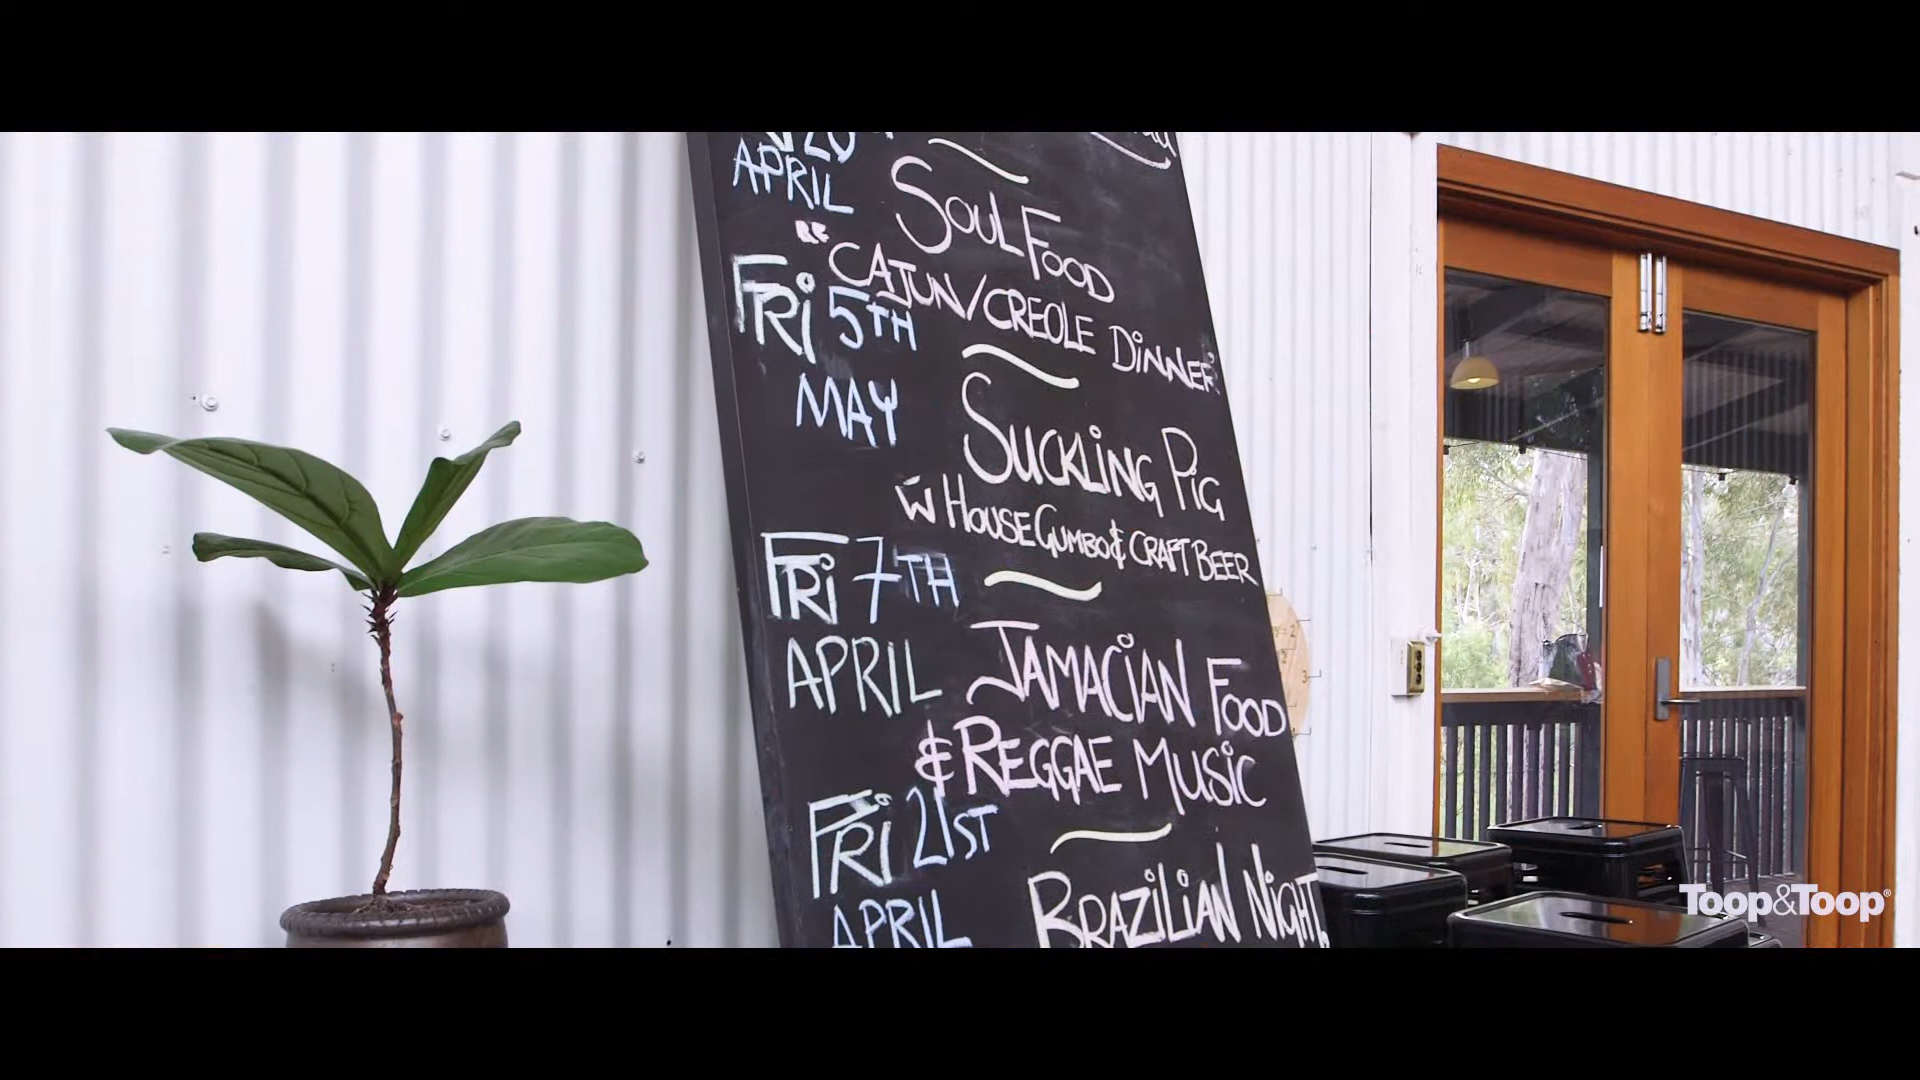 APRIL
SOUL FOOD
"CAJUN/CREOLE DINNER"
FRI 5TH
MAY
SUCKLING PIG
W HOUSE GUMBO & CRAFT BEER
FRI 7TH
APRIL
JAMACIAN FOOD
& REGGAE MUSIC
FRI 21ST
APRIL
BRAZILIAN NIGHT
Toop&Toop®